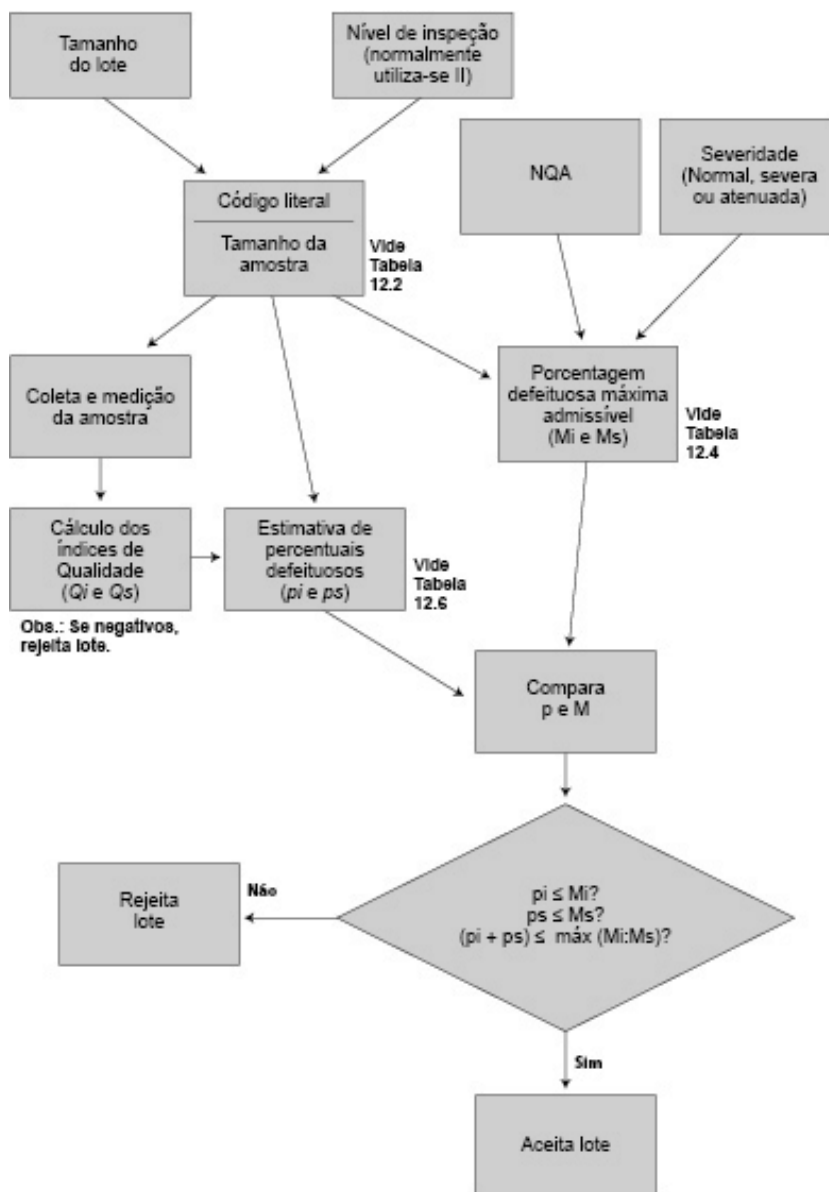 Tamanho
do lote
Nível de inspeção
(normalmente
utiliza-se II)
NQA
Severidade
(Normal, severa
ou atenuada)
Código literal
Tamanho da
amostra
Vide
Tabela
12.2
Coleta e medição
da amostra
Porcentagem
defeituosa máxima
admissível
(Mi e Ms)
Vide
Tabela
12.4
Cálculo dos
índices de
Qualidade
(Qi e Qs)
Obs.: Se negativos,
rejeita lote.
Estimativa de
percentuais
defeituosos
(pi e ps)
Vide
Tabela
12.6
Compara
p e M
pi ≤ Mi?
ps ≤ Ms?
(pi + ps) ≤ máx (Mi:Ms)?
Não
Rejeita
lote
Sim
Aceita lote